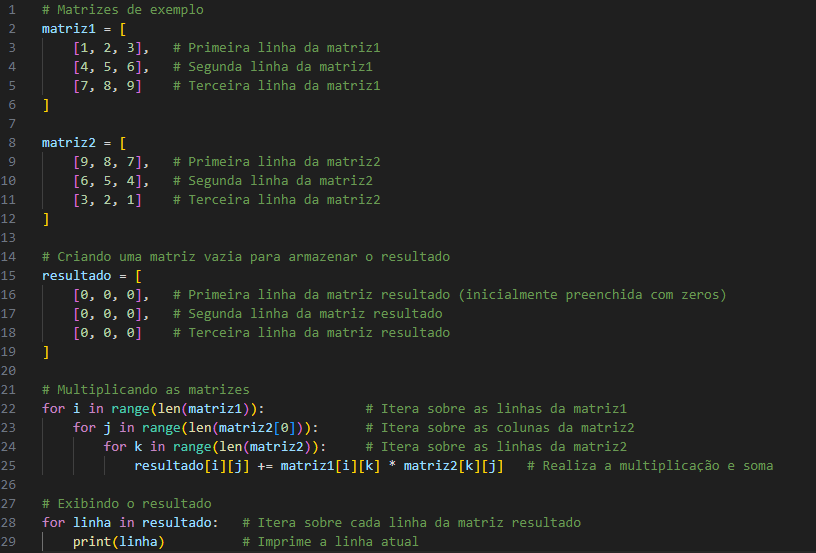 1 # Matrizes de exemplo
2 matriz1 = [
3     [1, 2, 3],   # Primeira linha da matriz1
4     [4, 5, 6],   # Segunda linha da matriz1
5     [7, 8, 9]    # Terceira linha da matriz1
6 ]
7
8 matriz2 = [
9     [9, 8, 7],   # Primeira linha da matriz2
10     [6, 5, 4],   # Segunda linha da matriz2
11     [3, 2, 1]    # Terceira linha da matriz2
12 ]
13
14 # Criando uma matriz vazia para armazenar o resultado
15 resultado = [
16     [0, 0, 0],   # Primeira linha da matriz resultado (inicialmente preenchida com zeros)
17     [0, 0, 0],   # Segunda linha da matriz resultado
18     [0, 0, 0]    # Terceira linha da matriz resultado
19 ]
20
21 # Multiplicando as matrizes
22 for i in range(len(matriz1)):             # Itera sobre as linhas da matriz1
23     for j in range(len(matriz2[0])):      # Itera sobre as colunas da matriz2
24         for k in range(len(matriz2)):     # Itera sobre as linhas da matriz2
25             resultado[i][j] += matriz1[i][k] * matriz2[k][j]   # Realiza a multiplicação e soma
26
27 # Exibindo o resultado
28 for linha in resultado:   # Itera sobre cada linha da matriz resultado
29     print(linha)          # Imprime a linha atual